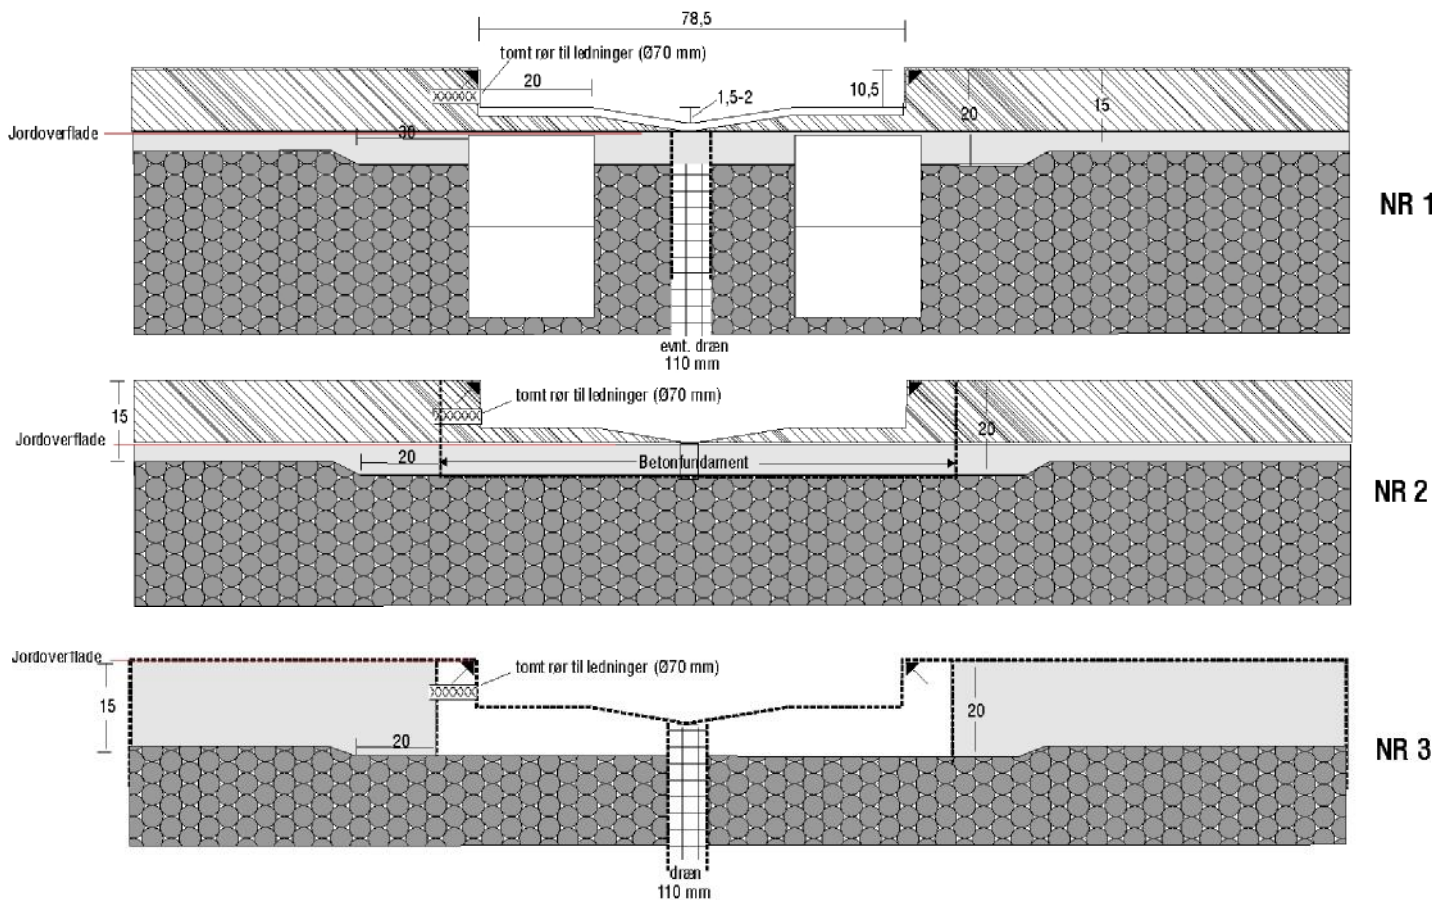 78,5
tomt rør til ledninger (Ø70 mm)
20
1,5-2
10,5
20
15
Jordoverflade
30
NR 1
evnt. dræn
110 mm
15
tomt rør til ledninger (Ø70 mm)
Jordoverflade
20
20
Betonfundament
NR 2
Jordoverflade
tomt rør til ledninger (Ø70 mm)
15
20
20
NR 3
dræn
110 mm